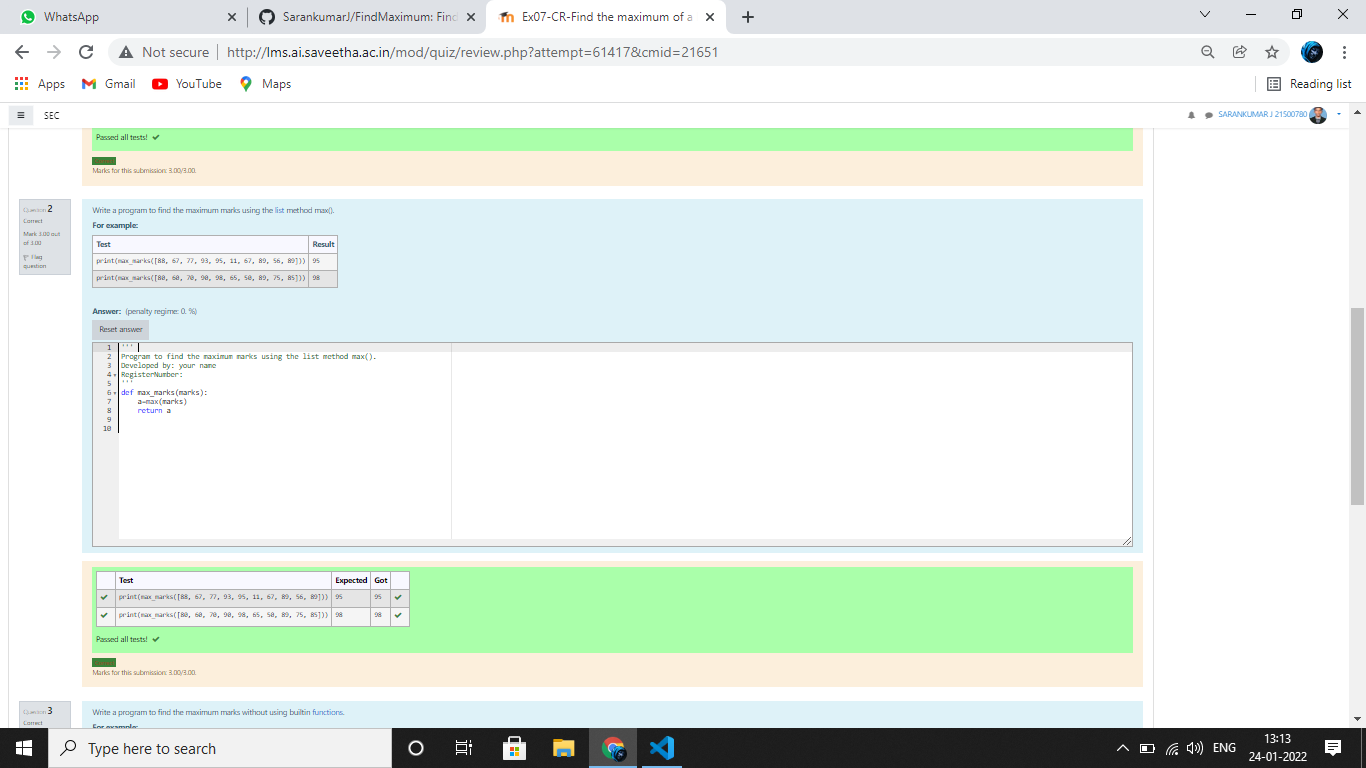 WhatsApp
SarankumarJ/FindMaximum: Find
Ex07-CR-Find the maximum of a
Not secure
http://lms.ai.saveetha.ac.in/mod/quiz/review.php?attempt=61417&cmid=21651
Apps
Gmail
YouTube
Maps
Reading list
SEC
SARANKUMAR J 21500780
Passed all tests!
Marks for this submission: 3.00/3.00.
Question 2
Correct
Mark 3.00 out
of 3.00
Flag
question
Write a program to find the maximum marks using the list method max().
For example:
Test Result
print(max_marks([88, 67, 77, 93, 95, 11, 67, 89, 56, 89])) 95
print(max_marks([80, 60, 70, 90, 98, 65, 50, 89, 75, 85])) 98
Answer: (penalty regime: 0, %)
Reset answer
1 '''
2 Program to find the maximum marks using the list method max().
3 Developed by: your name
4 RegisterNumber:
5 '''
6 def max_marks(marks):
7 a=max(marks)
8 return a
9
10
Test Expected Got
print(max_marks([88, 67, 77, 93, 95, 11, 67, 89, 56, 89])) 95 95
print(max_marks([80, 60, 70, 90, 98, 65, 50, 89, 75, 85])) 98 98
Passed all tests!
Marks for this submission: 3.00/3.00.
Question 3
Correct
Write a program to find the maximum marks without using builtin functions.
For example:
Type here to search
ENG
13:13
24-01-2022